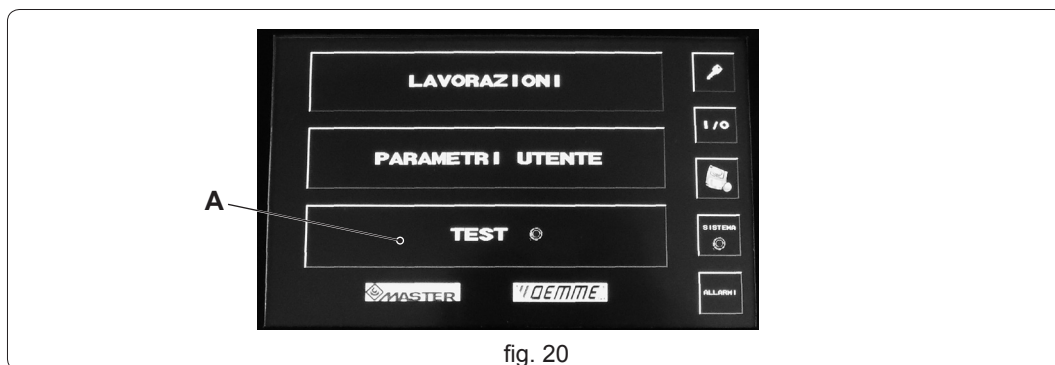 LAVORAZIONI
I/O
PARAMETRI UTENTE
A
TEST
SISTEMA
MASTER
OEMME
ALLARMI
fig. 20